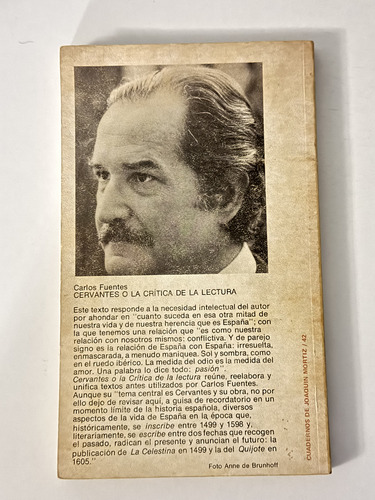 Carlos Fuentes
CERVANTES O LA CRÍTICA DE LA LECTURA
Este texto responde a la necesidad intelectual del autor
por ahondar en "cuanto suceda en esa otra mitad de
nuestra vida y de nuestra herencia que es España"; con
la que tenemos una relación que "es como nuestra
relación con nosotros mismos: conflictiva. Y de parejo
signo es la relación de España con España: irresuelta,
enmascarada, a menudo maniquea. Sol y sombra, como
en el ruedo ibérico. La medida del odio es la medida del
amor. Una palabra lo dice todo: pasión".
Cervantes o la Crítica de la lectura reúne, reelabora y
unifica textos antes utilizados por Carlos Fuentes.
Aunque su "tema central es Cervantes y su obra, no por
ello dejo de revisar aquí, a guisa de recordatorio en un
momento límite de la historia española, diversos
aspectos de la vida de España en la época que,
históricamente, se inscribe entre 1499 y 1598 y,
literariamente, se escribe entre dos fechas que recogen
el pasado, radican el presente y anuncian el futuro: la
publicación de La Celestina en 1499 y la del Quijote en
1605."
Foto Anne de Brunhoff
CUADERNOS DE JOAQUIN MORTIZ / 42